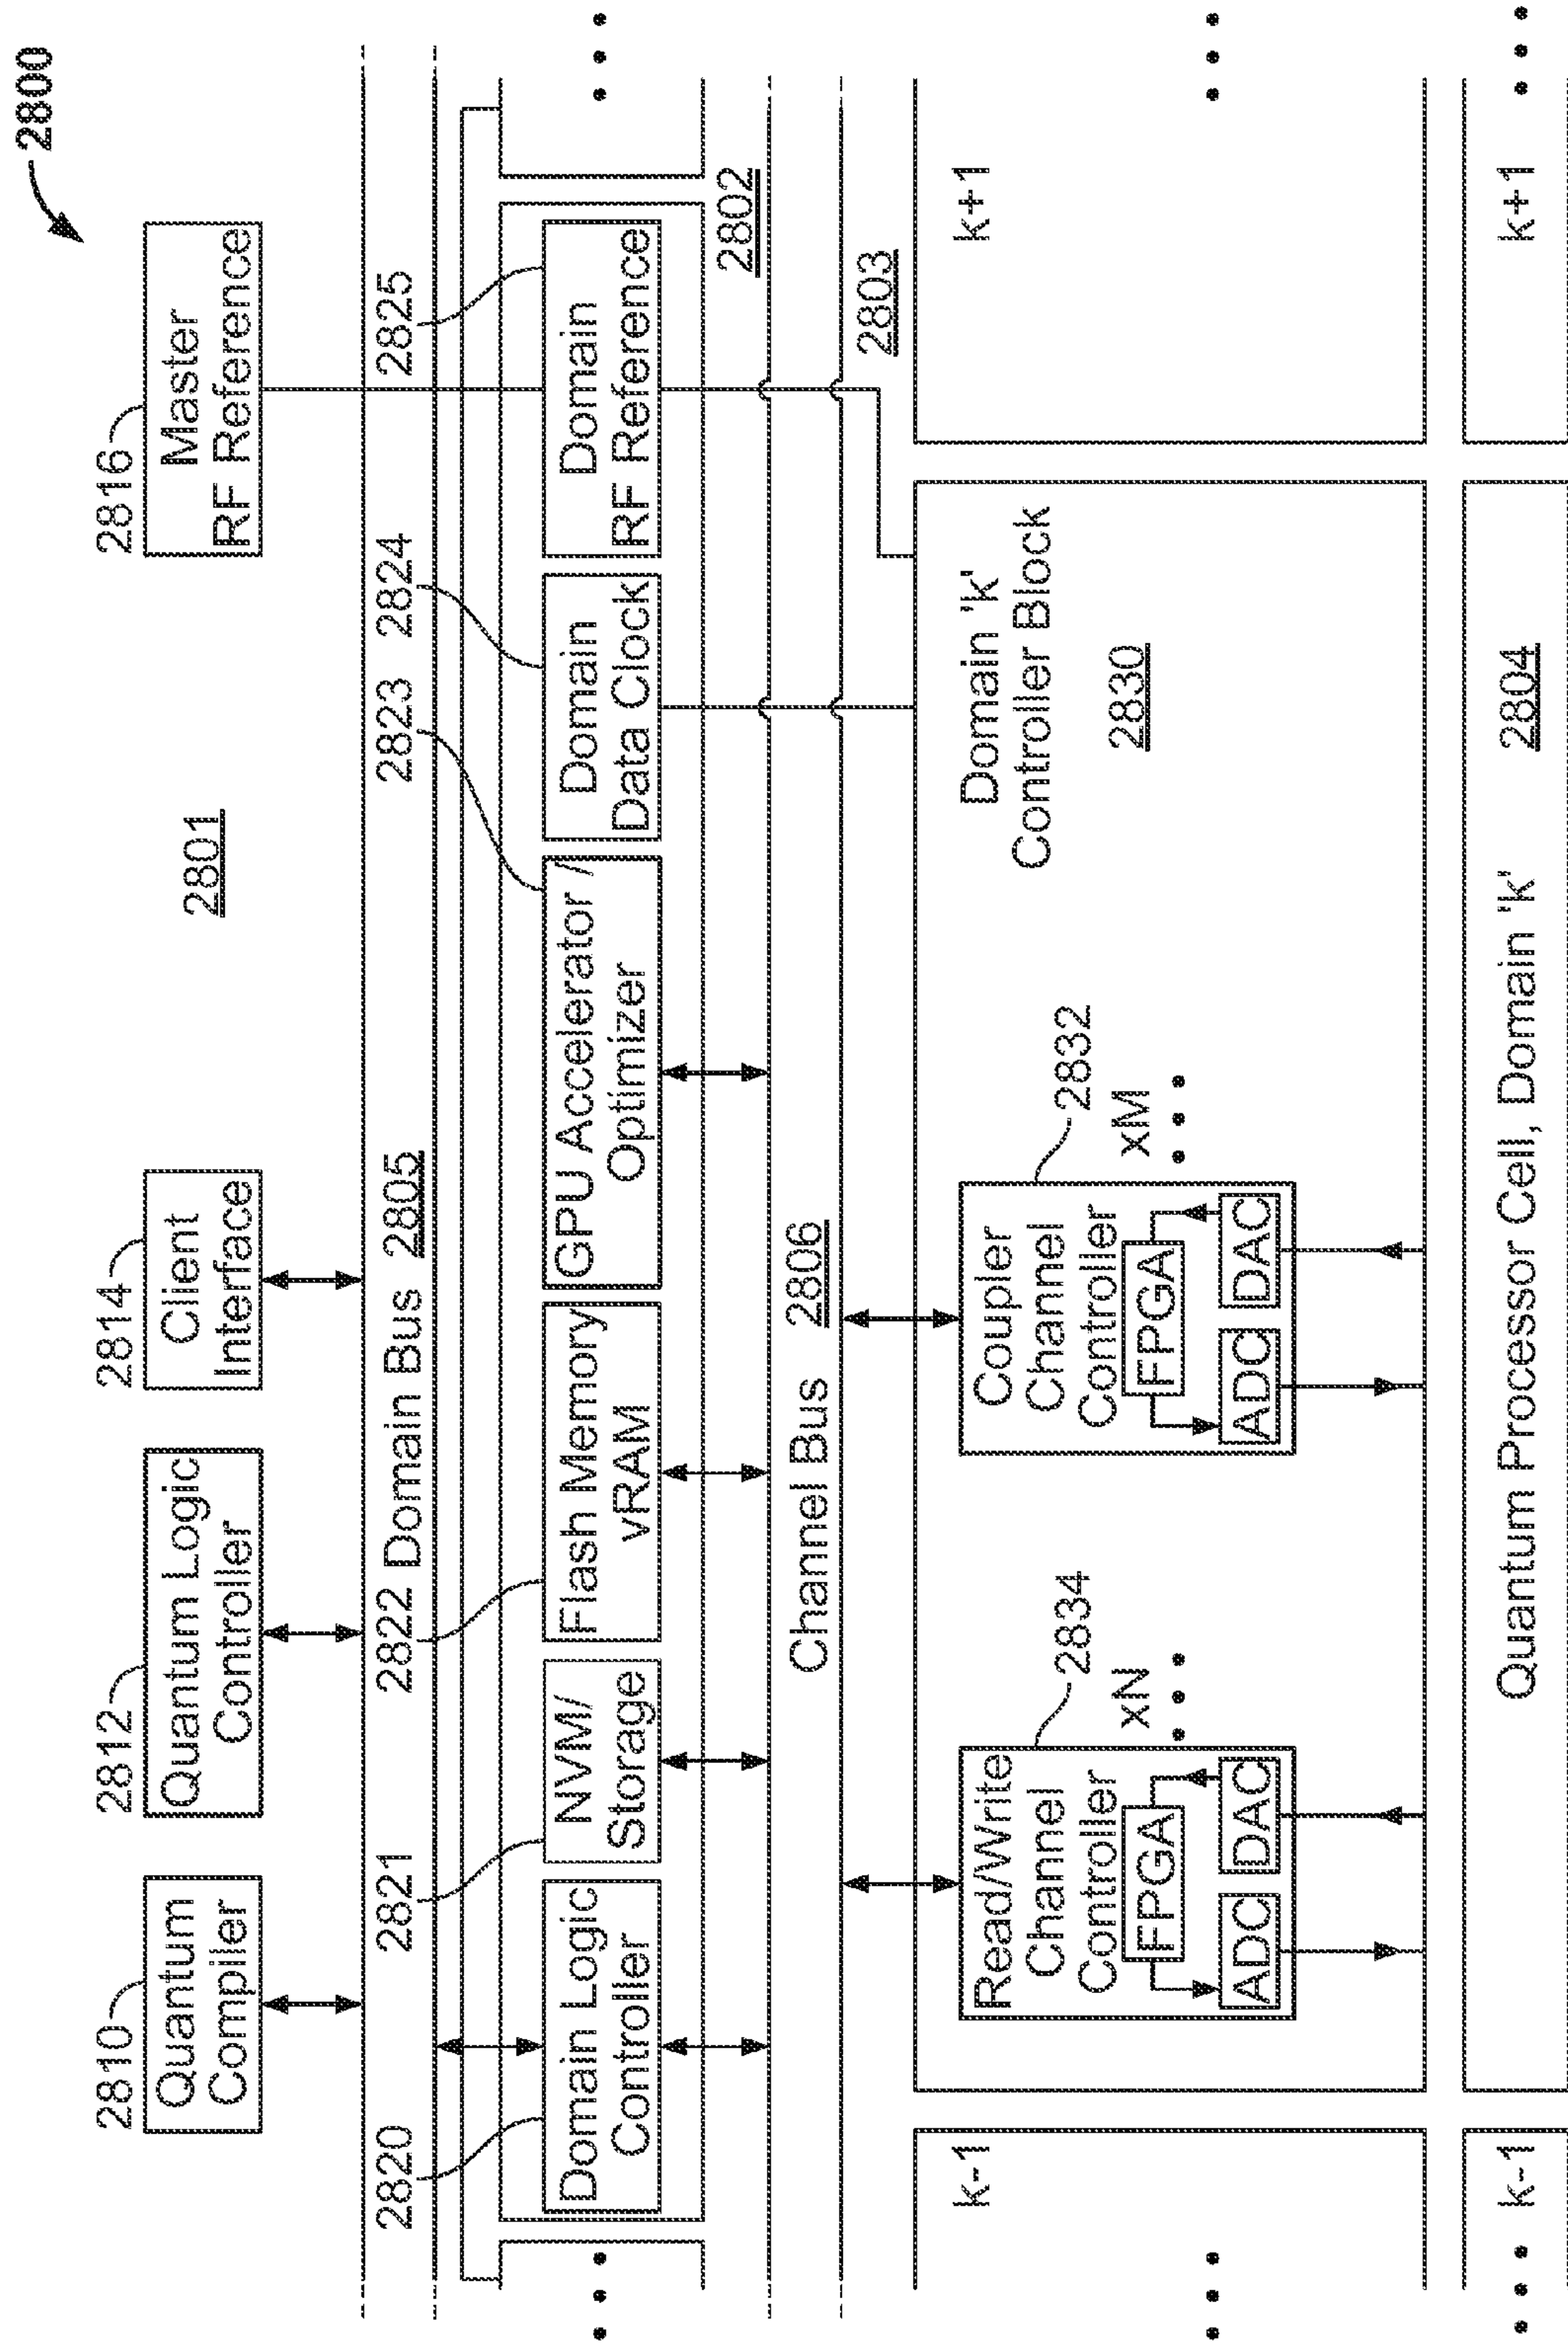 2800
2810
2812
2814
2816
Quantum
Compiler
Quantum Logic
Controller
Client
Interface
Master
RF Reference
2801
2820
2821
2822
Domain Bus 2805
2823
2824
2825
Domain Logic
Controller
NVM/
Storage
Flash Memory
vRAM
GPU Accelerator /
Optimizer
Domain
Data Clock
Domain
RF Reference
2802
Channel Bus 2806
2803
k-1
Read/Write
Channel
Controller
FPGA
ADC
DAC
2834
xN
Coupler
Channel
Controller
FPGA
ADC
DAC
2832
xM
Domain 'k'
Controller Block
2830
k+1
k-1
Quantum Processor Cell, Domain 'k'
2804
k+1